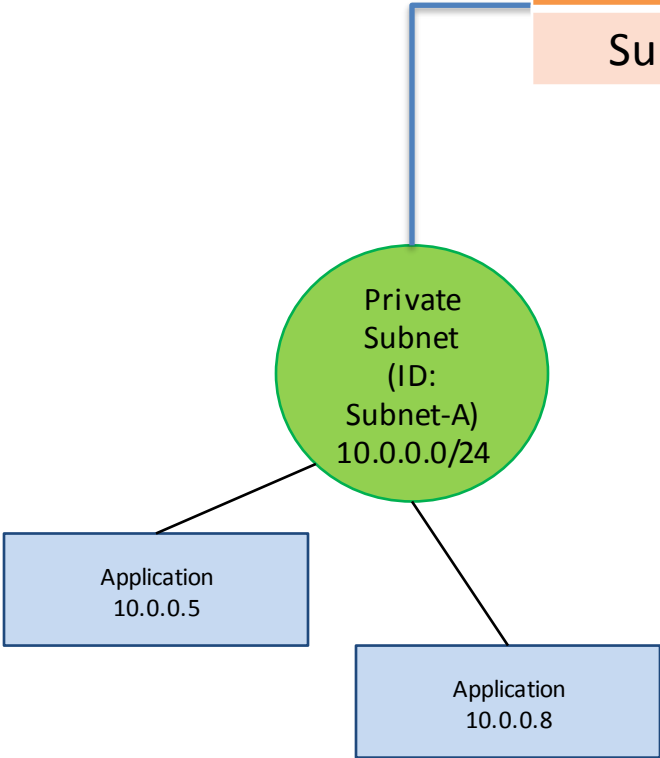 Su
Private
Subnet
(ID:
Subnet-A)
10.0.0.0/24
Application
10.0.0.5
Application
10.0.0.8